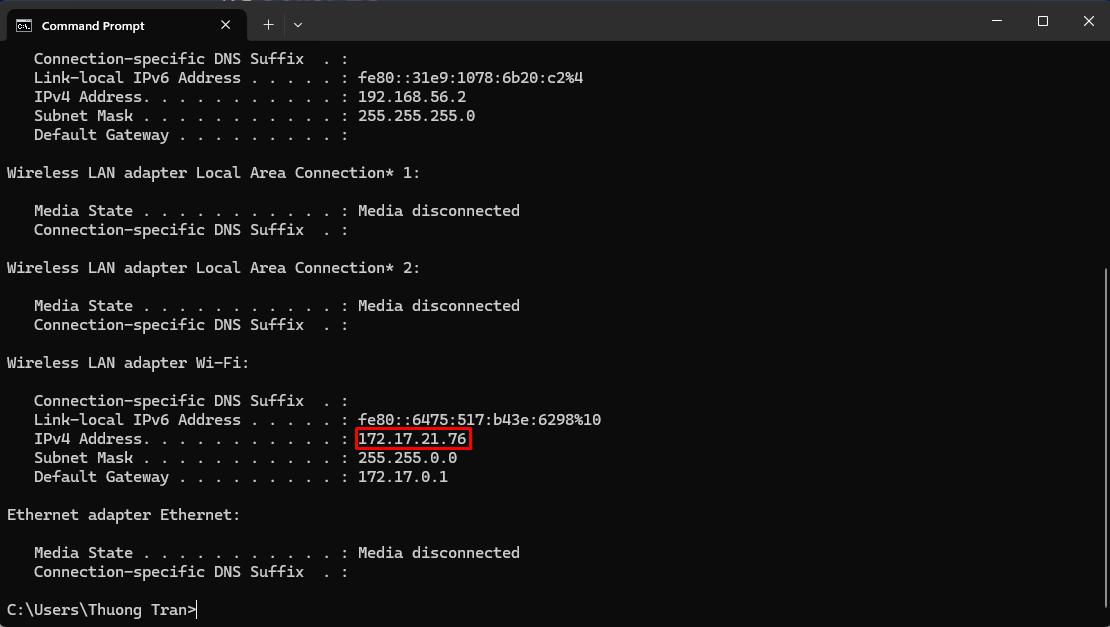 Command Prompt
Connection-specific DNS Suffix  . :
Link-local IPv6 Address . . . . . : fe80::31e9:1078:6b20:c2%4
IPv4 Address. . . . . . . . . . . : 192.168.56.2
Subnet Mask . . . . . . . . . . . : 255.255.255.0
Default Gateway . . . . . . . . . :
Wireless LAN adapter Local Area Connection* 1:
Media State . . . . . . . . . . . : Media disconnected
Connection-specific DNS Suffix  . :
Wireless LAN adapter Local Area Connection* 2:
Media State . . . . . . . . . . . : Media disconnected
Connection-specific DNS Suffix  . :
Wireless LAN adapter Wi-Fi:
Connection-specific DNS Suffix  . :
Link-local IPv6 Address . . . . . : fe80::6475:517:b43e:6298%10
IPv4 Address. . . . . . . . . . . : 172.17.21.76
Subnet Mask . . . . . . . . . . . : 255.255.0.0
Default Gateway . . . . . . . . . : 172.17.0.1
Ethernet adapter Ethernet:
Media State . . . . . . . . . . . : Media disconnected
Connection-specific DNS Suffix  . :
C:\Users\Thuong Tran>